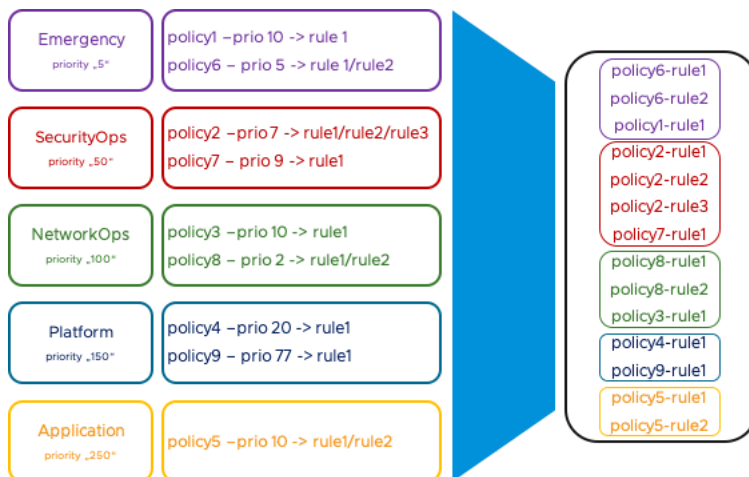 Emergency
priority „5“
policy1 –prio 10 -> rule 1
policy6 – prio 5 -> rule 1/rule2
SecurityOps
priority „50“
policy2 –prio 7 -> rule1/rule2/rule3
policy7 – prio 9 -> rule1
NetworkOps
priority „100“
policy3 –prio 10 -> rule1
policy8 – prio 2 -> rule1/rule2
Platform
priority „150“
policy4 –prio 20 -> rule1
policy9 – prio 77 -> rule1
Application
priority „250“
policy5 –prio 10 -> rule1/rule2
policy6-rule1
policy6-rule2
policy1-rule1
policy2-rule1
policy2-rule2
policy2-rule3
policy7-rule1
policy8-rule1
policy8-rule2
policy3-rule1
policy4-rule1
policy9-rule1
policy5-rule1
policy5-rule2